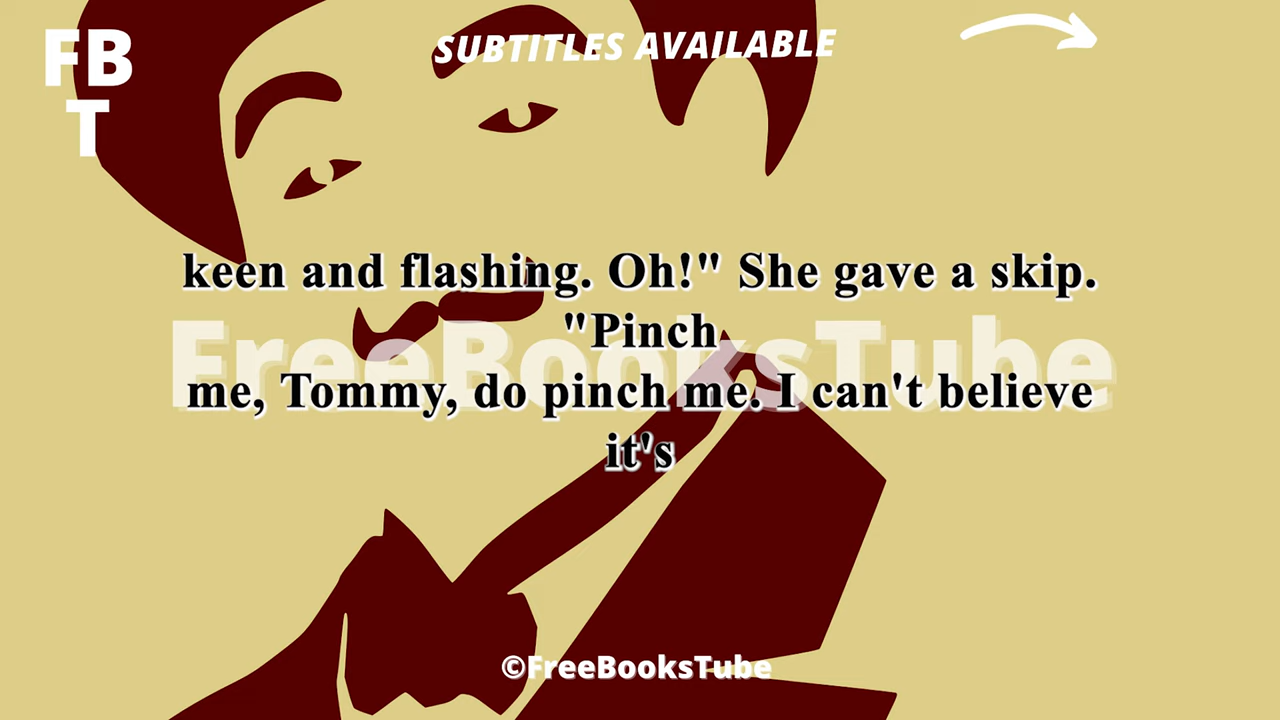 FB
T
SUBTITLES AVAILABLE
keen and flashing. Oh!" She gave a skip.
"Pinch
FreeBooksTube
me, Tommy, do pinch me. I can't believe
it's
©FreeBooksTube